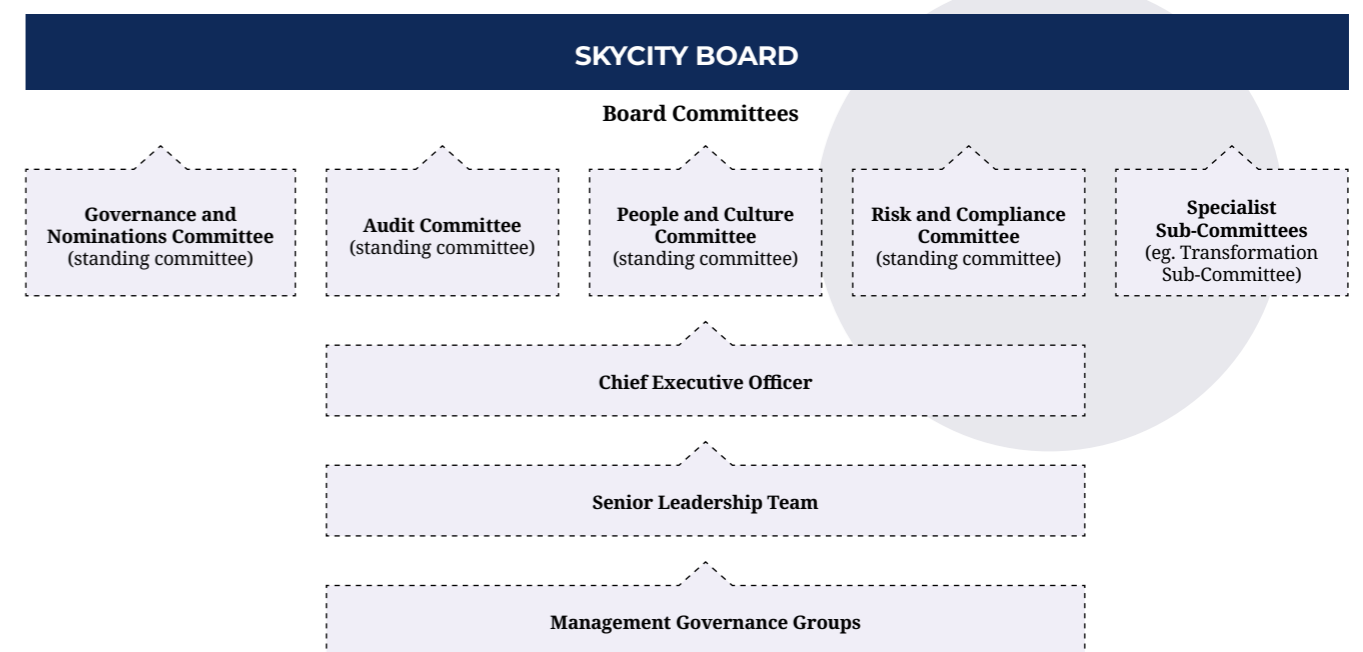 SKYCITY BOARD
Board Committees
Governance and
Nominations Committee
(standing committee)
Audit Committee
(standing committee)
People and Culture
Committee
(standing committee)
Risk and Compliance
Committee
(standing committee)
Specialist
Sub-Committees
(eg. Transformation
Sub-Committee)
Chief Executive Officer
Senior Leadership Team
Management Governance Groups